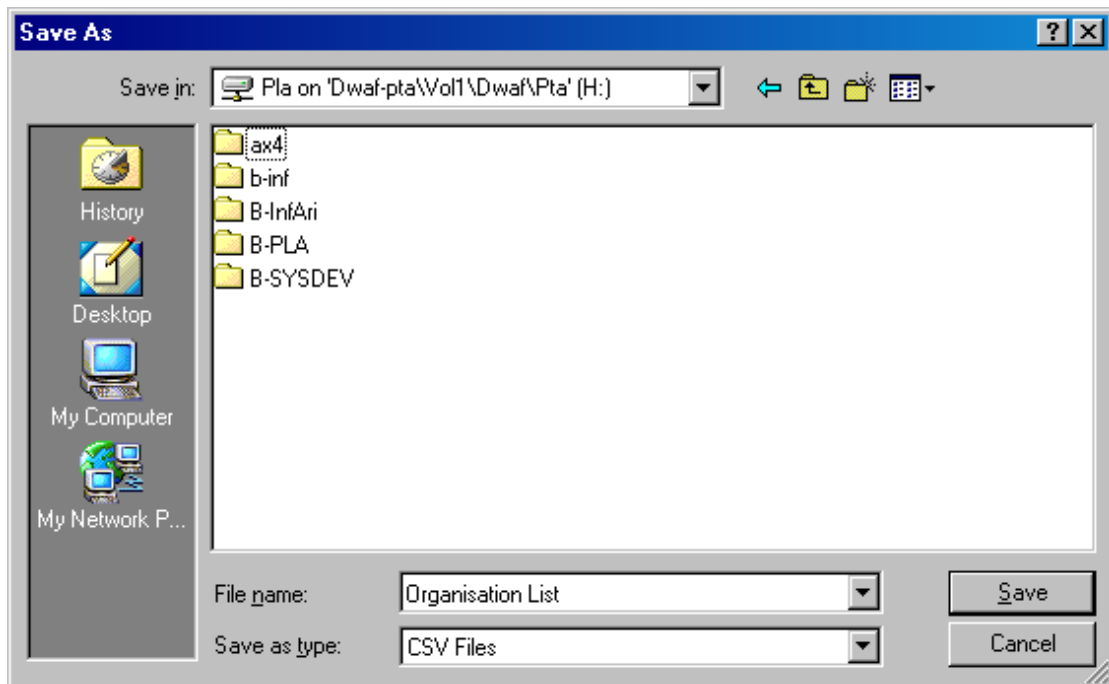 Save As
Save in:
Pla on 'Dwaf-pta\Vol1\Dwaf\Pta' (H:)
History
Desktop
My Computer
My Network P...
ax4
b-inf
B-InfAri
B-PLA
B-SYSDEV
File name:
Organisation List
Save
Save as type:
CSV Files
Cancel